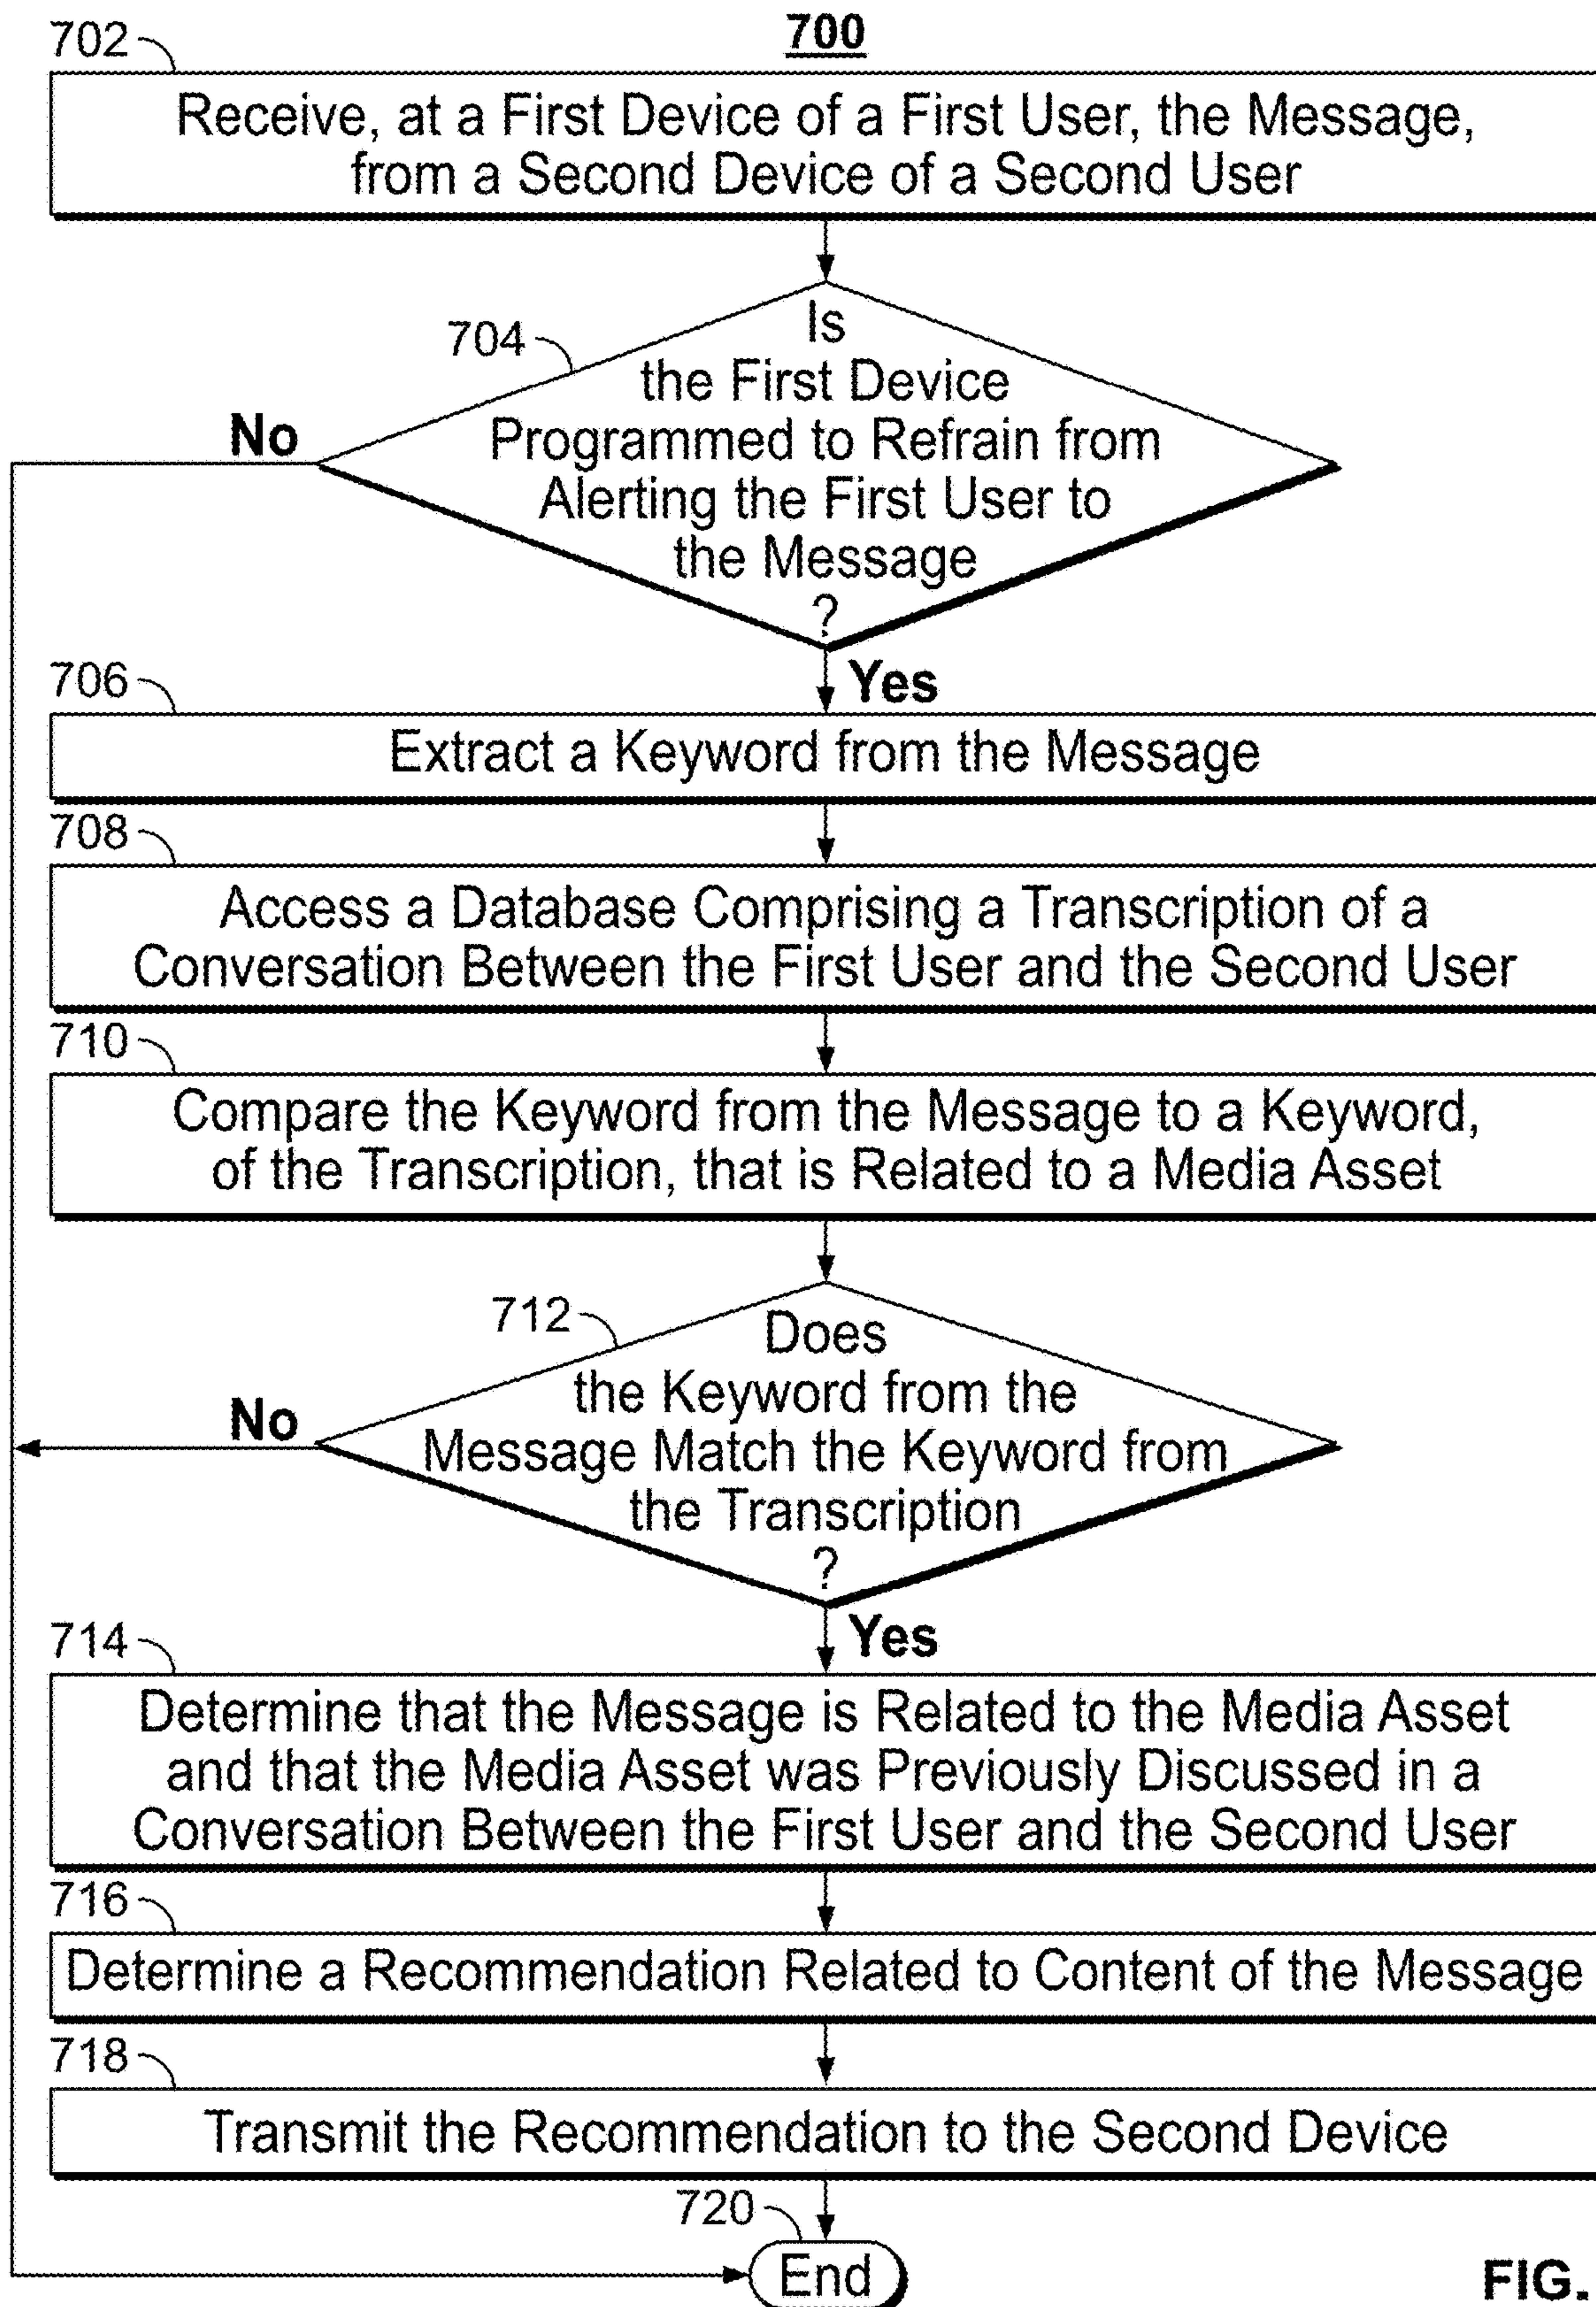 700
702
Receive, at a First Device of a First User, the Message,
from a Second Device of a Second User
704
Is
the First Device
Programmed to Refrain from
Alerting the First User to
the Message
?
No
Yes
706
Extract a Keyword from the Message
708
Access a Database Comprising a Transcription of a
Conversation Between the First User and the Second User
710
Compare the Keyword from the Message to a Keyword,
of the Transcription, that is Related to a Media Asset
712
Does
the Keyword from the
Message Match the Keyword from
the Transcription
?
No
Yes
714
Determine that the Message is Related to the Media Asset
and that the Media Asset was Previously Discussed in a
Conversation Between the First User and the Second User
716
Determine a Recommendation Related to Content of the Message
718
Transmit the Recommendation to the Second Device
720
End
FIG.